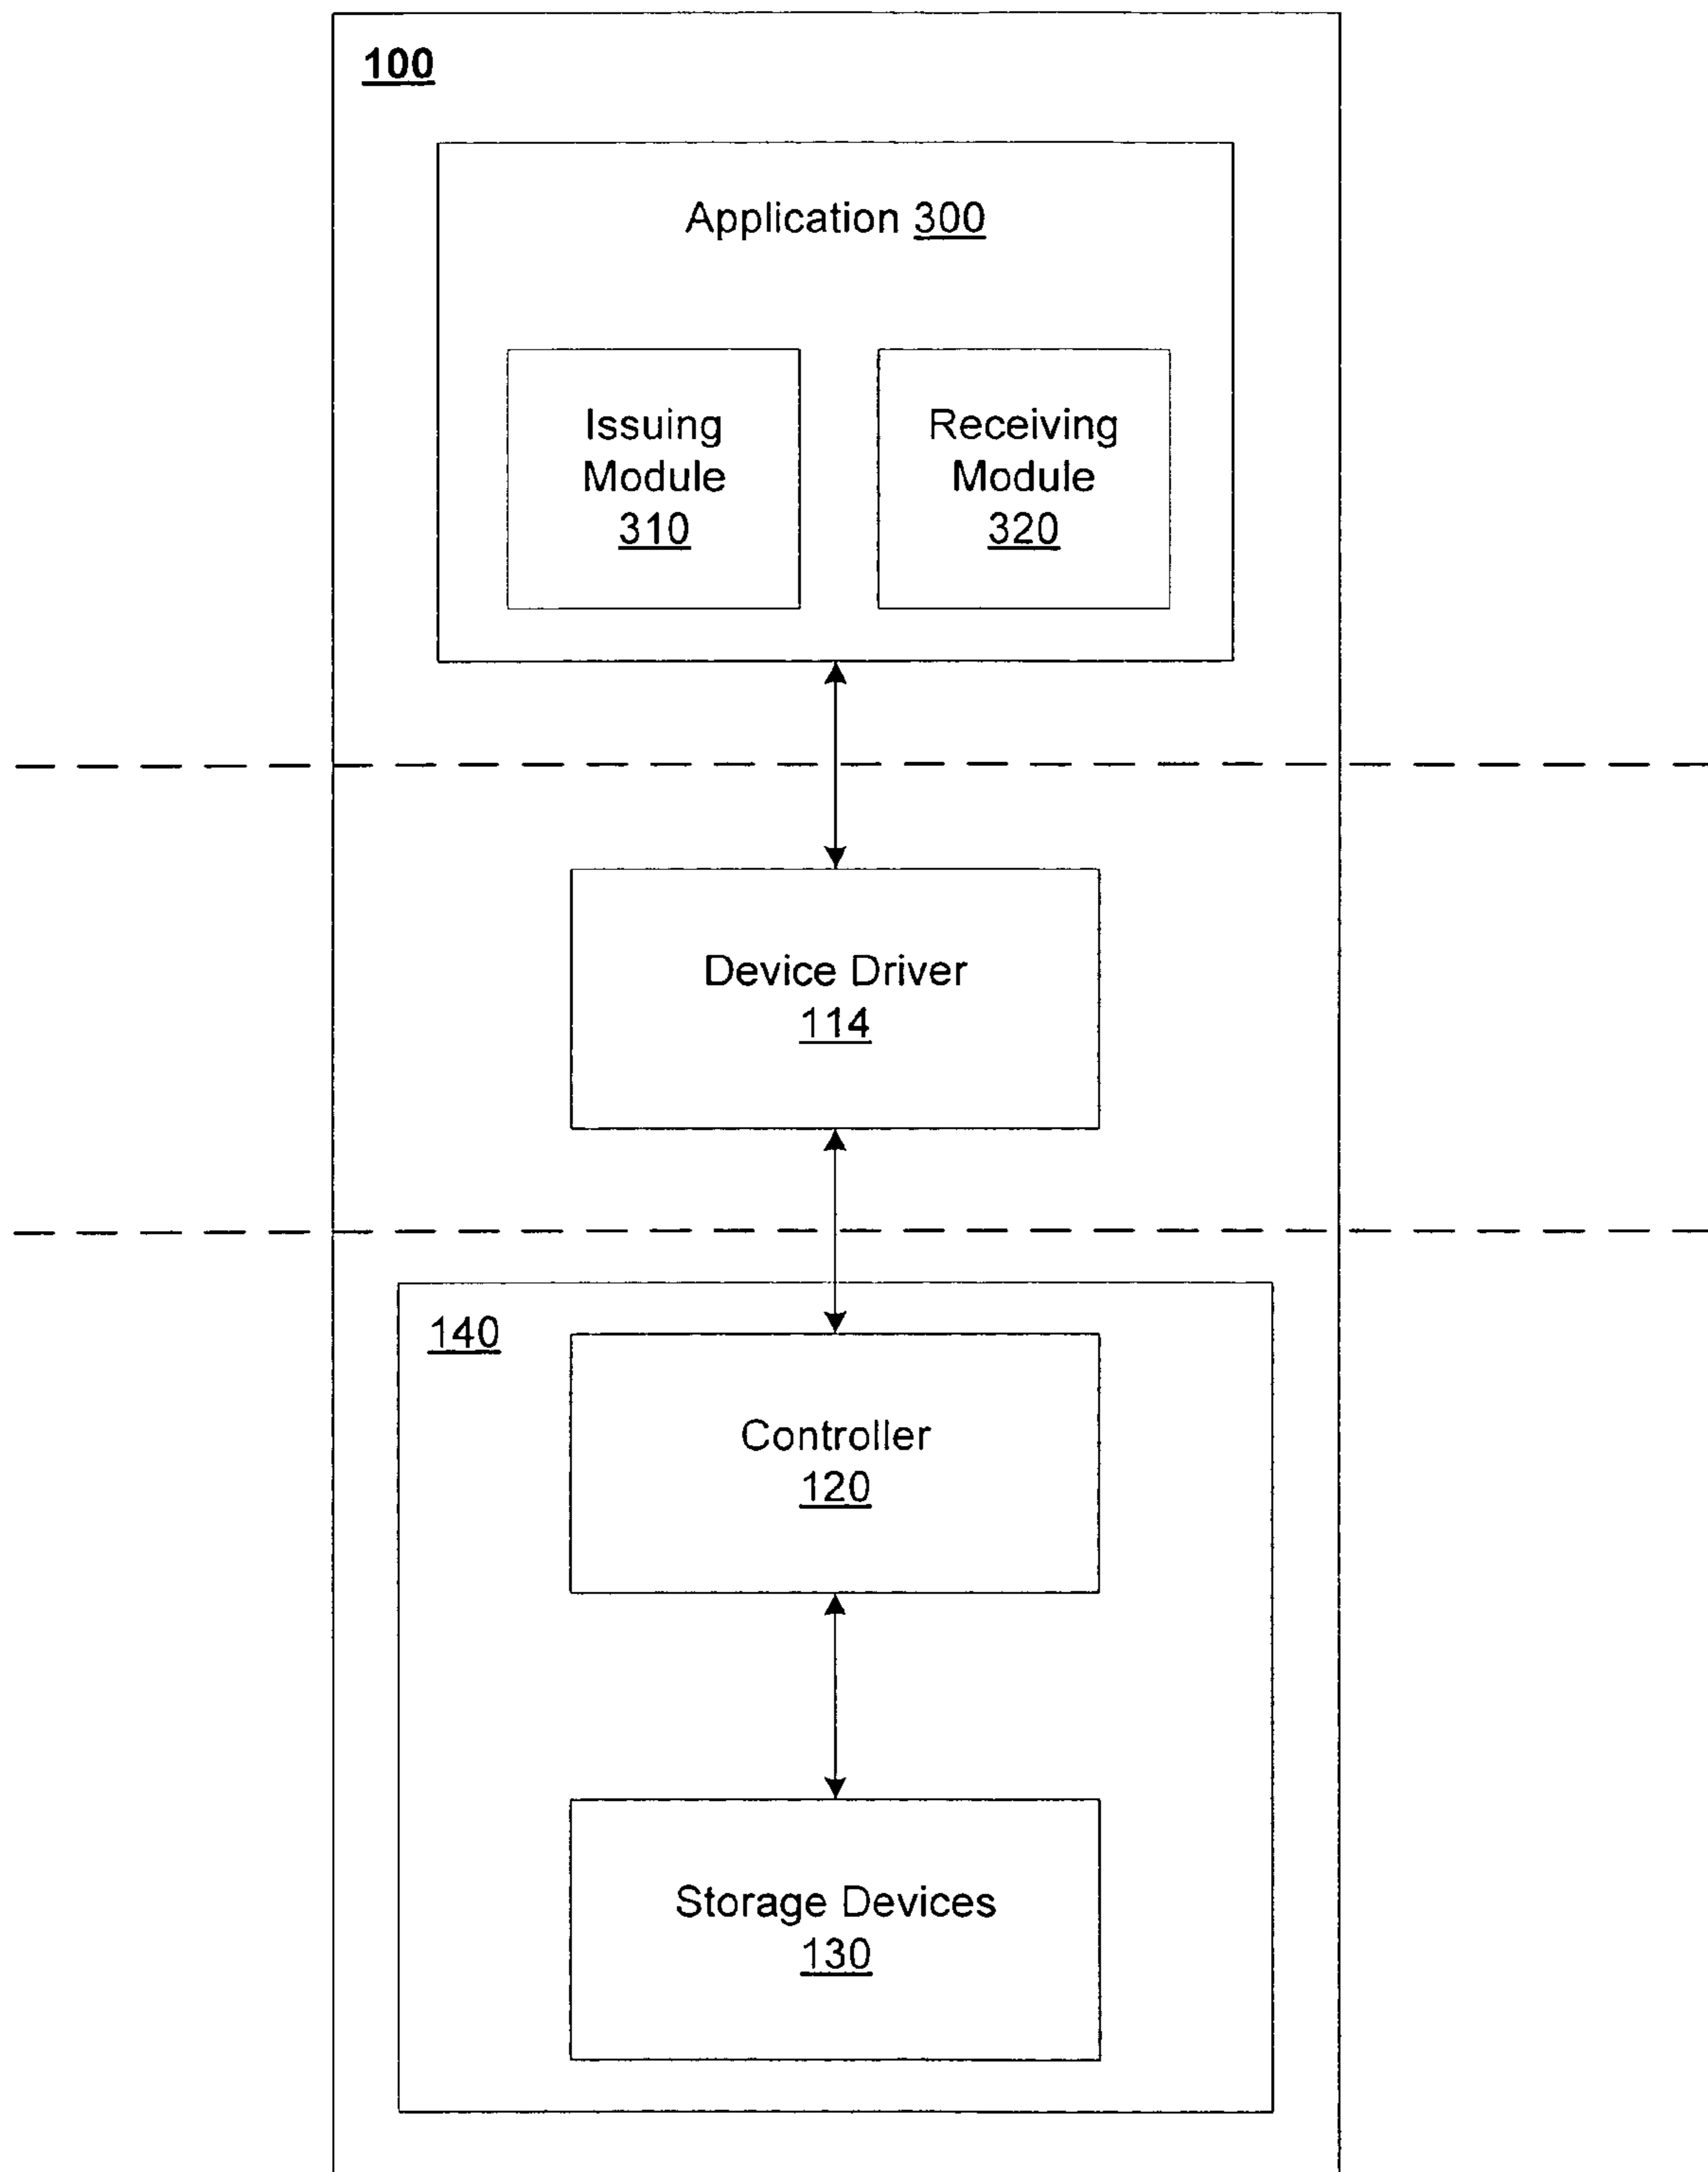 100
Application 300
Issuing
Module
310
Receiving
Module
320
Device Driver
114
140
Controller
120
Storage Devices
130